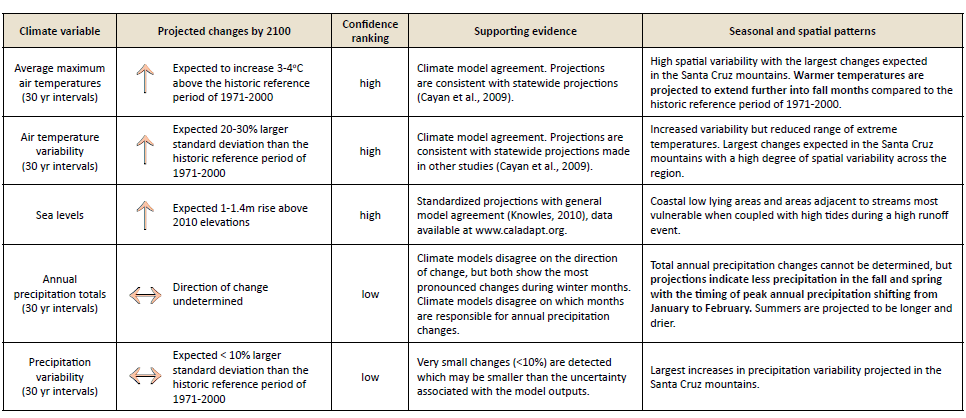 Climate variable
Projected changes by 2100
Confidence
ranking
Supporting evidence
Seasonal and spatial patterns
Average maximum
air temperatures
(30 yr intervals)
Expected to increase 3-4°C
above the historic reference
period of 1971-2000
high
Climate model agreement. Projections
are consistent with statewide projections
(Cayan et al., 2009).
High spatial variability with the largest changes expected
in the Santa Cruz mountains. Warmer temperatures are
projected to extend further into fall months compared to the
historic reference period of 1971-2000.
Air temperature
variability
(30 yr intervals)
Expected 20-30% larger
standard deviation than the
historic reference period of
1971-2000
high
Climate model agreement. Projections are
consistent with statewide projections made
in other studies (Cayan et al., 2009).
Increased variability but reduced range of extreme
temperatures. Largest changes expected in the Santa Cruz
mountains with a high degree of spatial variability across the
region.
Sea levels
Expected 1-1.4m rise above
2010 elevations
high
Standardized projections with general
model agreement (Knowles, 2010), data
available at www.caladapt.org.
Coastal low lying areas and areas adjacent to streams most
vulnerable when coupled with high tides during a high runoff
event.
Annual
precipitation totals
(30 yr intervals)
Direction of change
undetermined
low
Climate models disagree on the direction
of change, but both show the most
pronounced changes during winter months.
Climate models disagree on which months
are responsible for annual precipitation
changes.
Total annual precipitation changes cannot be determined, but
projections indicate less precipitation in the fall and spring
with the timing of peak annual precipitation shifting from
January to February. Summers are projected to be longer and
drier.
Precipitation
variability
(30 yr intervals)
Expected < 10% larger
standard deviation than the
historic reference period of
1971-2000
low
Very small changes (<10%) are detected
which may be smaller than the uncertainty
associated with the model outputs.
Largest increases in precipitation variability projected in the
Santa Cruz mountains.